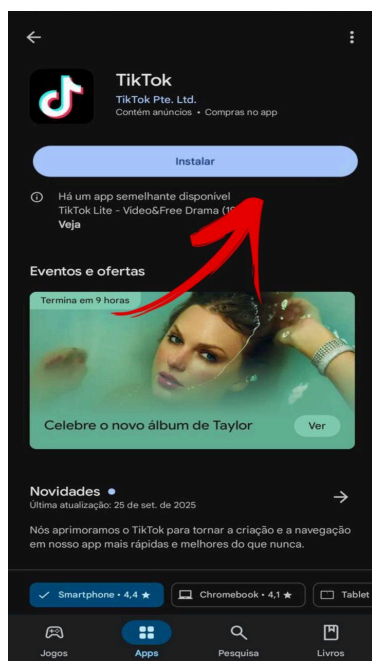 TikTok
TikTok Pte. Ltd.
Contém anúncios • Compras no app
Instalar
Há um app semelhante disponível
TikTok Lite - Video&Free Drama
Veja
Eventos e ofertas
Termina em 9 horas
Celebre o novo álbum de Taylor
Ver
Novidades
Última atualização: 25 de set. de 2025
Nós aprimoramos o TikTok para tornar a criação e a navegação
em nosso app mais rápidas e melhores do que nunca.
Smartphone • 4,4 ★
Chromebook • 4,1 ★
Tablet
Jogos
Apps
Pesquisa
Livros